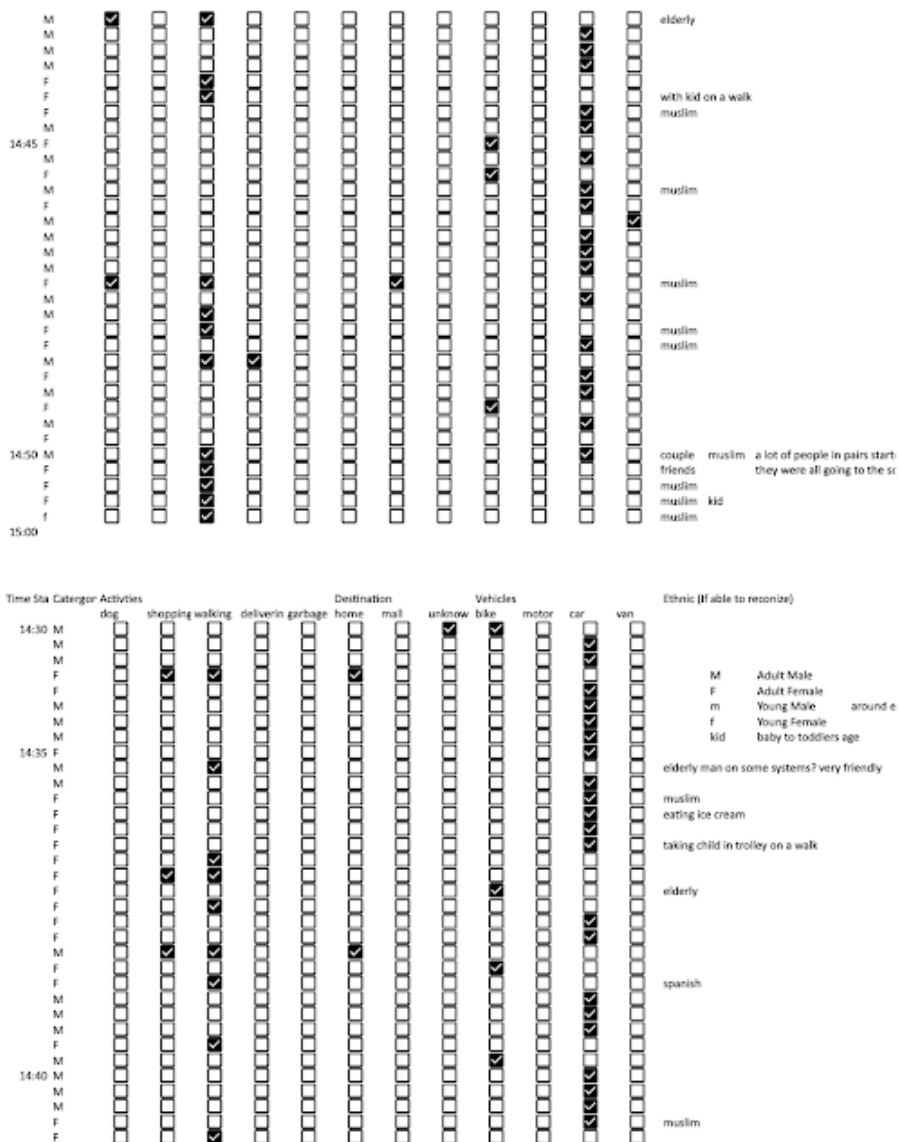 M elderly
M
M
M
F
F with kid on a walk
F muslim
M
14:45 F
M
F
M muslim
F
M
M
M
M
F muslim
M
M
F muslim
F muslim
M
F
M
F
M
F
14:50 M couple muslim a lot of people in pairs start
F friends they were all going to the sc
F muslim
F muslim kid
f muslim
15:00
Time Sta Catergor Activties Destination Vehicles Ethnic (If able to reconize)
dog shopping walking deliverin garbage home mall unknow bike motor car van
14:30 M
M
M
F M Adult Male
F F Adult Female
M m Young Male around e
M f Young Female
M kid baby to toddlers age
14:35 F
M elderly man on some systems? very friendly
M
F muslim
F eating ice cream
F
F taking child in trolley on a walk
F
F
F elderly
F
F
F
M
F
F spanish
M
M
M
F
M
14:40 M
M
M
F muslim
F